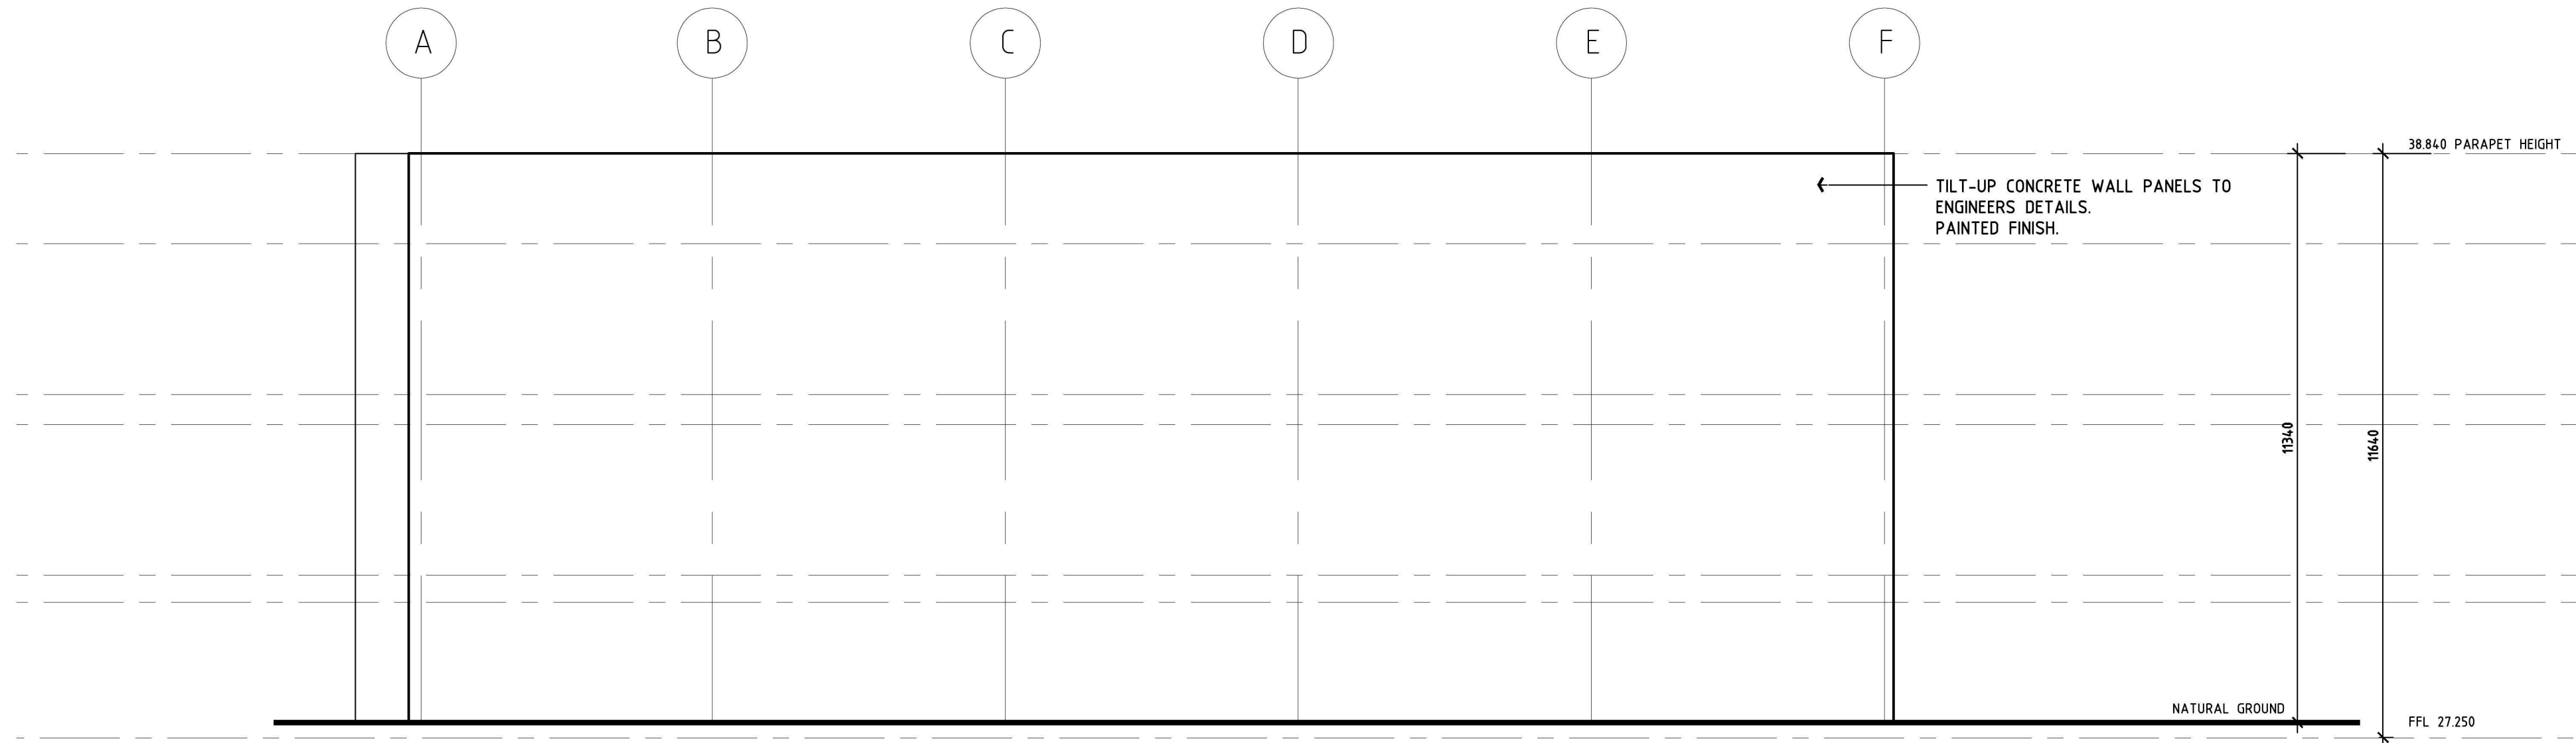 A
B
C
D
E
F
38.840 PARAPET HEIGHT
TILT-UP CONCRETE WALL PANELS TO
ENGINEERS DETAILS.
PAINTED FINISH.
11340
11640
NATURAL GROUND
FFL 27.250